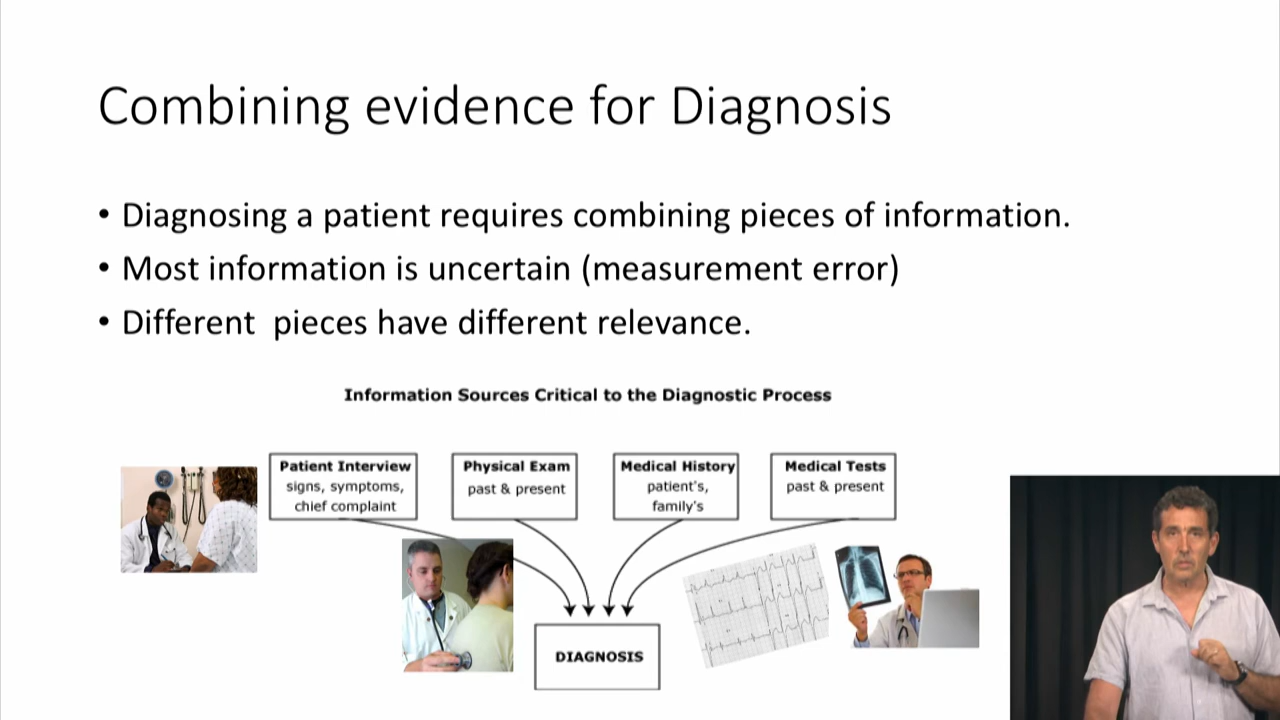 Combining evidence for Diagnosis
• Diagnosing a patient requires combining pieces of information.
• Most information is uncertain (measurement error)
• Different  pieces have different relevance.
Information Sources Critical to the Diagnostic Process
Patient Interview
signs, symptoms,
chief complaint
Physical Exam
past & present
Medical History
patient's,
family's
Medical Tests
past & present
DIAGNOSIS